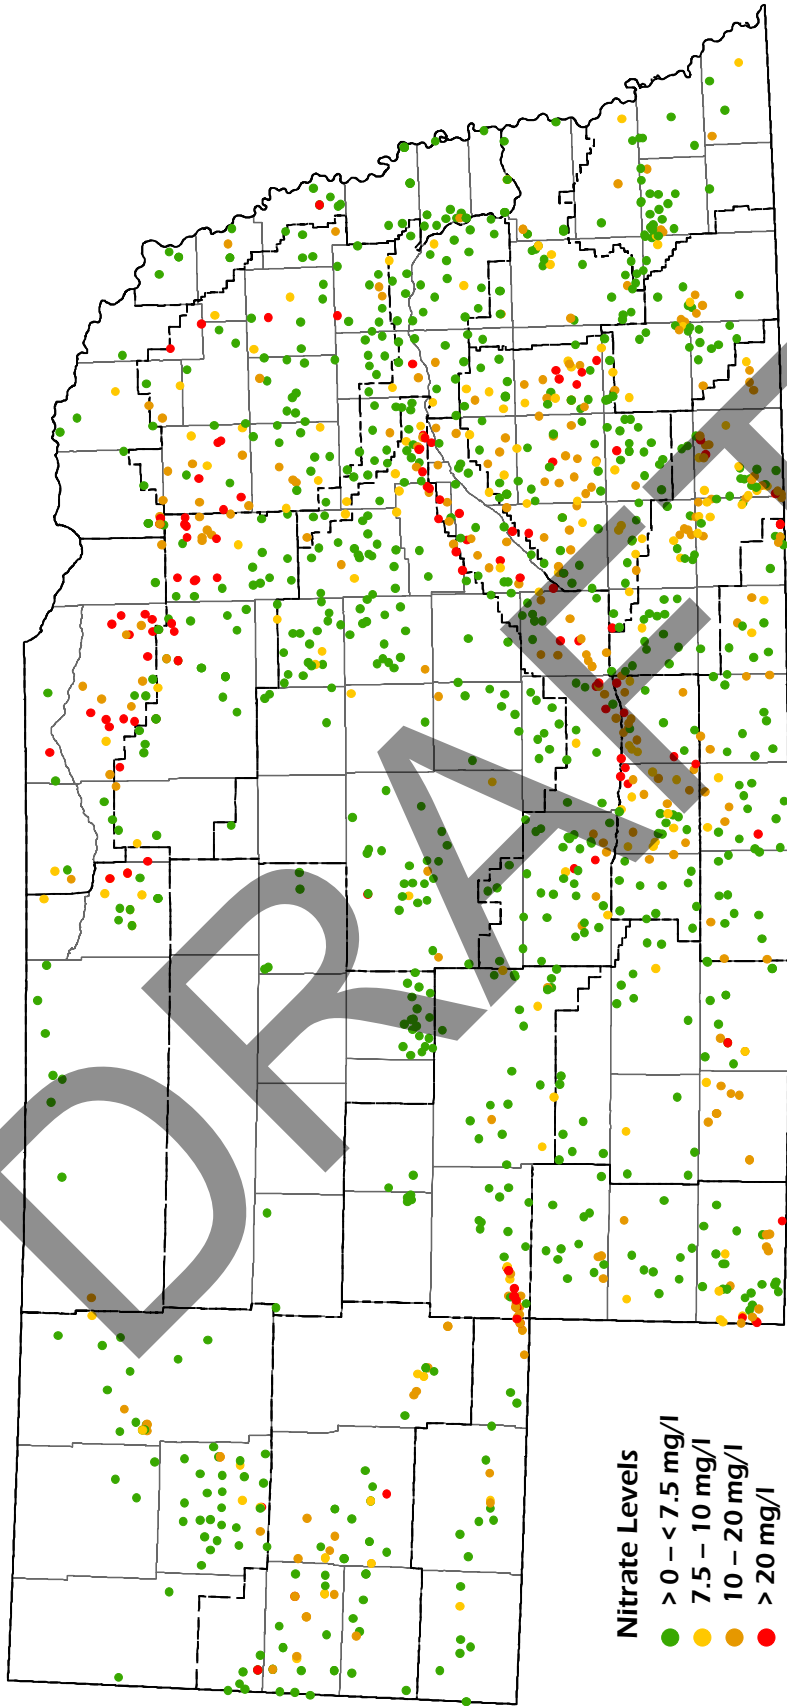 DRAFT
Nitrate Levels
> 0 – < 7.5 mg/l
7.5 – 10 mg/l
10 – 20 mg/l
> 20 mg/l